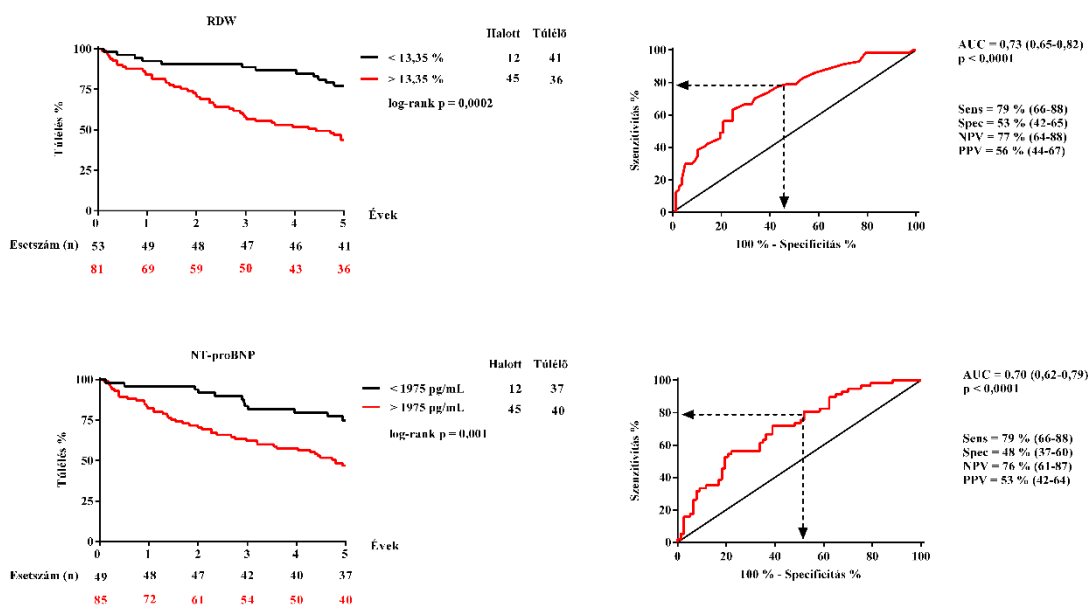 RDW
Halott Túlélő
< 13,35 % 12 41
> 13,35 % 45 36
log-rank p = 0,0002
Túlélés %
100
75
50
25
0
0 1 2 3 4 5
Évek
Esetszám (n) 53 49 48 47 46 41
81 69 59 50 43 36
AUC = 0,73 (0.65-0,82)
p < 0.0001
Sens = 79 % (66-88)
Spec = 53 % (42-65)
NPV = 77 % (64-88)
PPV = 56 % (44-67)
Szenzitivitás %
100
80
60
40
20
0
0 20 40 60 80 100
100 % - Specificitás %
NT-proBNP
Halott Túlélő
< 1975 pg/mL 12 37
> 1975 pg/mL 45 40
log-rank p = 0,001
Túlélés %
100
75
50
25
0
0 1 2 3 4 5
Évek
Esetszám (n) 49 48 47 42 40 37
85 72 61 54 50 40
AUC = 0.70 (0,62-0,79)
p < 0,0001
Sens = 79 % (66-88)
Spec = 48 % (37-60)
NPV = 76 % (61-87)
PPV = 53 % (42-64)
Szenzitivitás %
100
80
60
40
20
0
0 20 40 60 80 100
100 % - Specificitás %